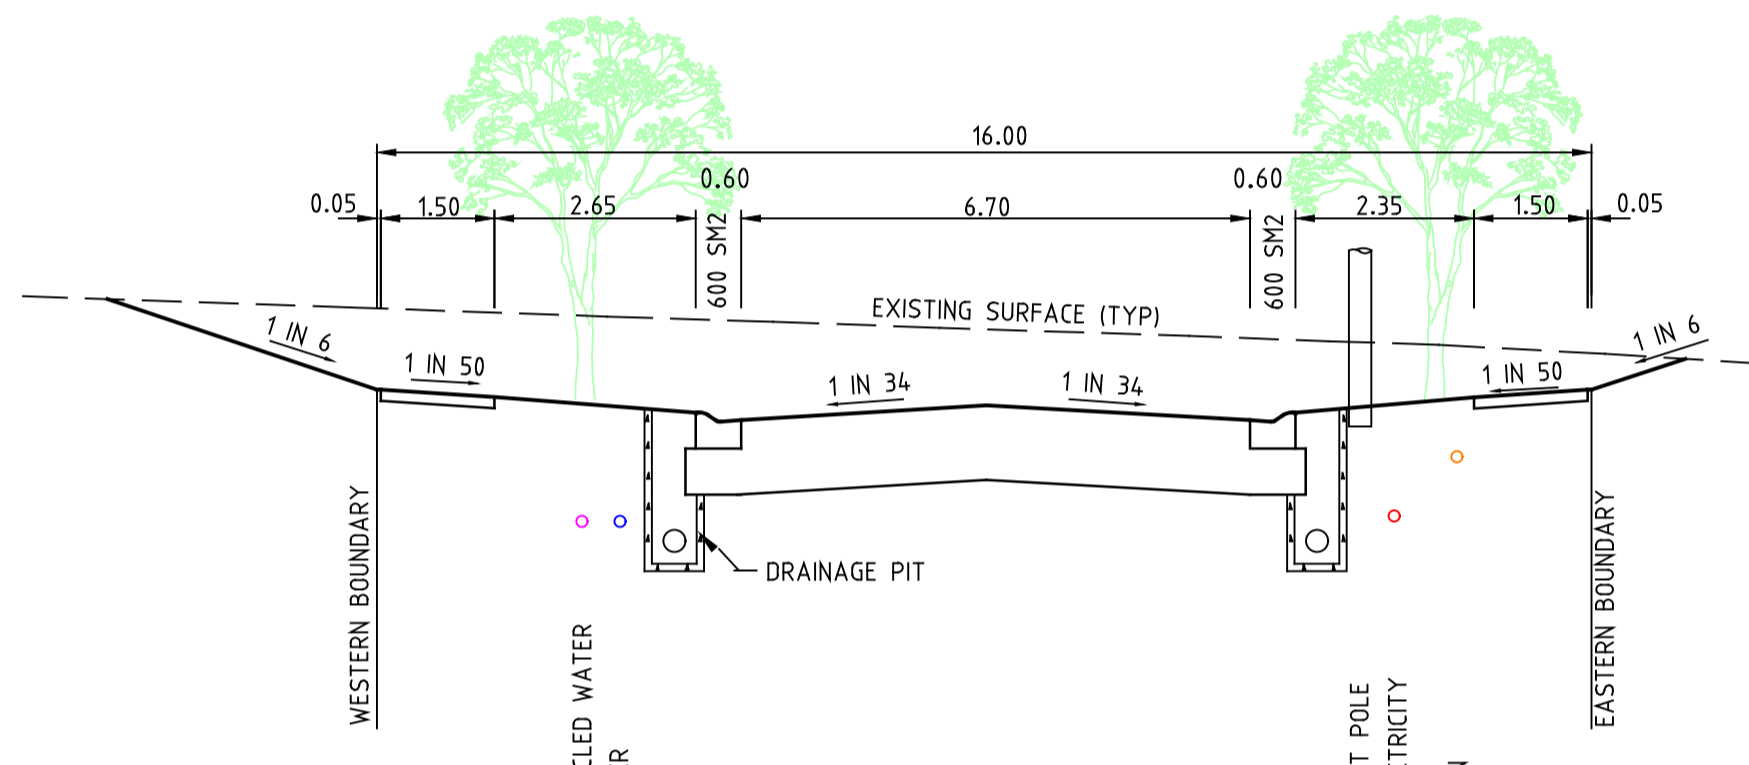 16.00
0.60
0.60
0.05
1.50
2.65
600 SM2
6.70
600 SM2
2.35
1.50
0.05
EXISTING SURFACE (TYP)
1 IN 6
1 IN 50
1 IN 34
1 IN 34
1 IN 50
1 IN 6
DRAINAGE PIT
WESTERN BOUNDARY
WATER
POLE
EASTERN BOUNDARY